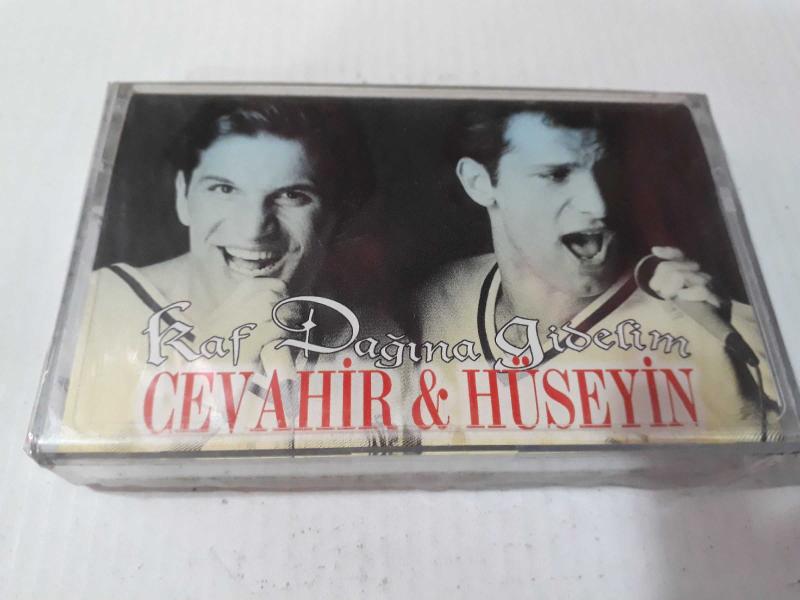 Kaf Dağına gidelim
CEVAHİR & HÜSEYİN